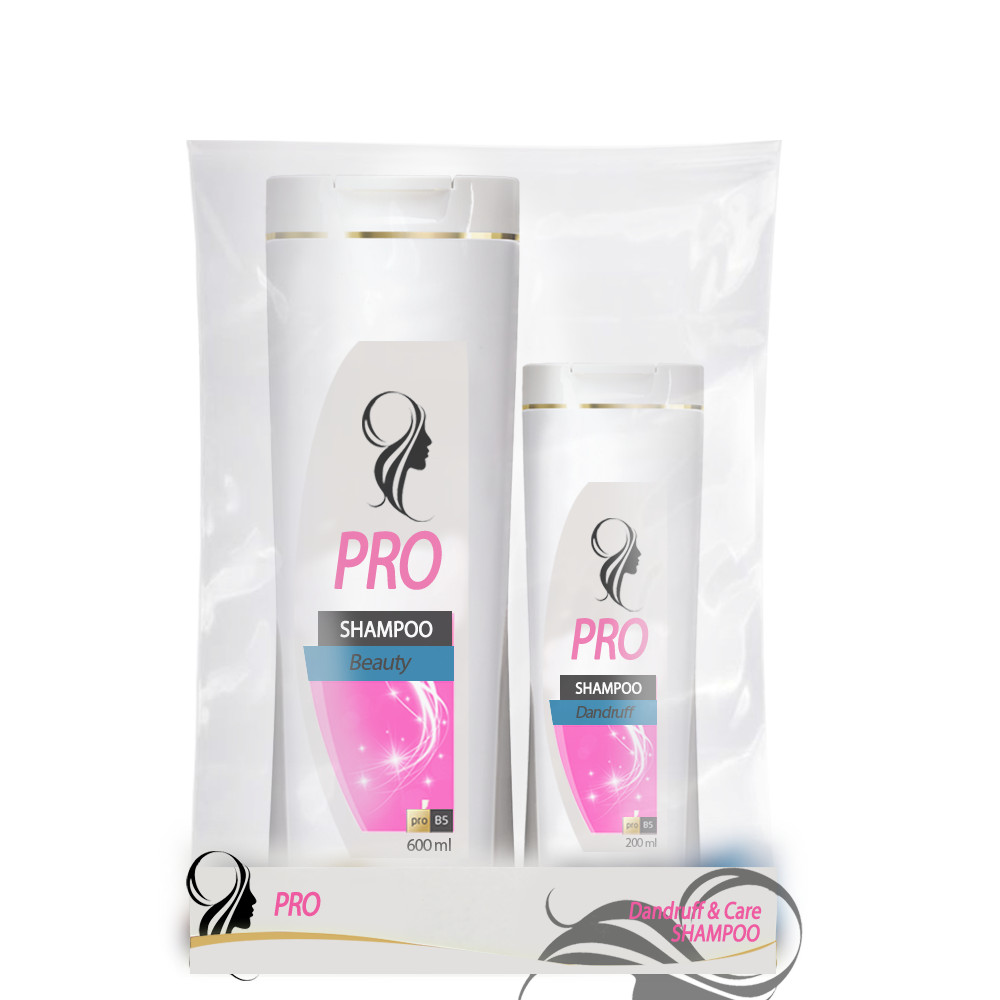 PRO
SHAMPOO
Beauty
pro B5
600 ml
PRO
SHAMPOO
Dandruff
pro B5
200 ml
PRO
Dandruff & Care
SHAMPOO